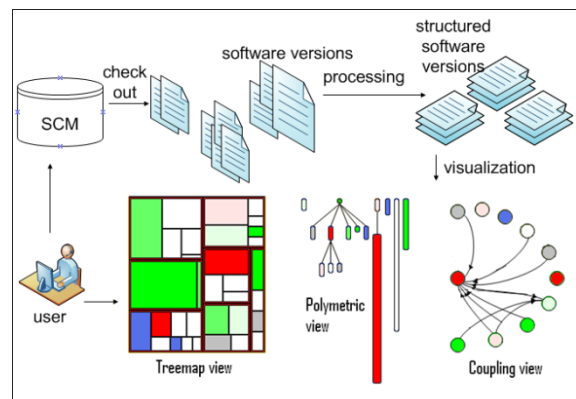 structured
software
versions
software versions
check
out
processing
SCM
visualization
user
Polymetric
view
Treemap view
Coupling view